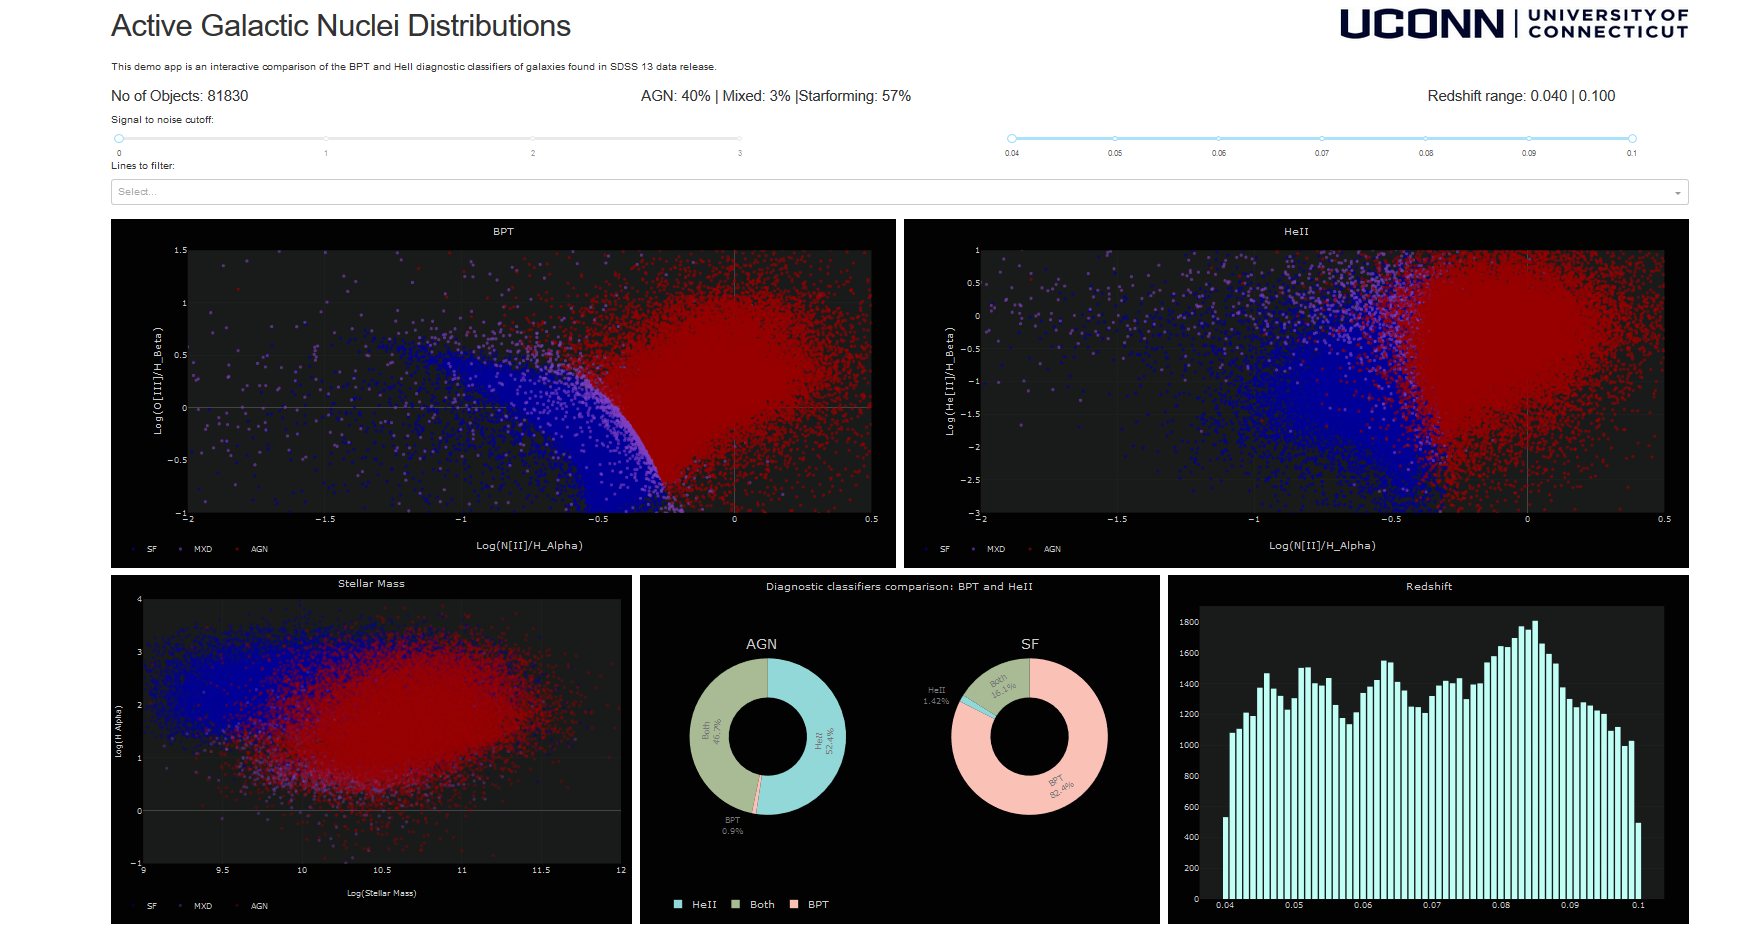 Active Galactic Nuclei Distributions
UCONN | UNIVERSITY OF
CONNECTICUT
This demo app is an interactive comparison of the BPT and HeII diagnostic classifiers of galaxies found in SDSS 13 data release.
No of Objects: 81830
AGN: 40% | Mixed: 3% |Starforming: 57%
Redshift range: 0.040 | 0.100
Signal to noise cutoff:
0 1 2 3
0.04 0.05 0.06 0.07 0.08 0.09 0.1
Lines to filter:
Select...
BPT
Log(O[III]/H_Beta)
1.5
1
0.5
0
−0.5
−1
−2 −1.5 −1 −0.5 0 0.5
Log(N[II]/H_Alpha)
SF MXD AGN
HeII
Log(He[II]/H_Beta)
1
0.5
0
−0.5
−1
−1.5
−2
−2.5
−3
−2 −1.5 −1 −0.5 0 0.5
Log(N[II]/H_Alpha)
SF MXD AGN
Stellar Mass
Log(H Alpha)
4
3
2
1
0
−1
9 9.5 10 10.5 11 11.5 12
Log(Stellar Mass)
SF MXD AGN
Diagnostic classifiers comparison: BPT and HeII
AGN
Both
46.7%
HeII
52.4%
BPT
0.9%
SF
HeII
1.42%
Both
16.1%
BPT
82.4%
HeII Both BPT
Redshift
1800
1600
1400
1200
1000
800
600
400
200
0
0.04 0.05 0.06 0.07 0.08 0.09 0.1